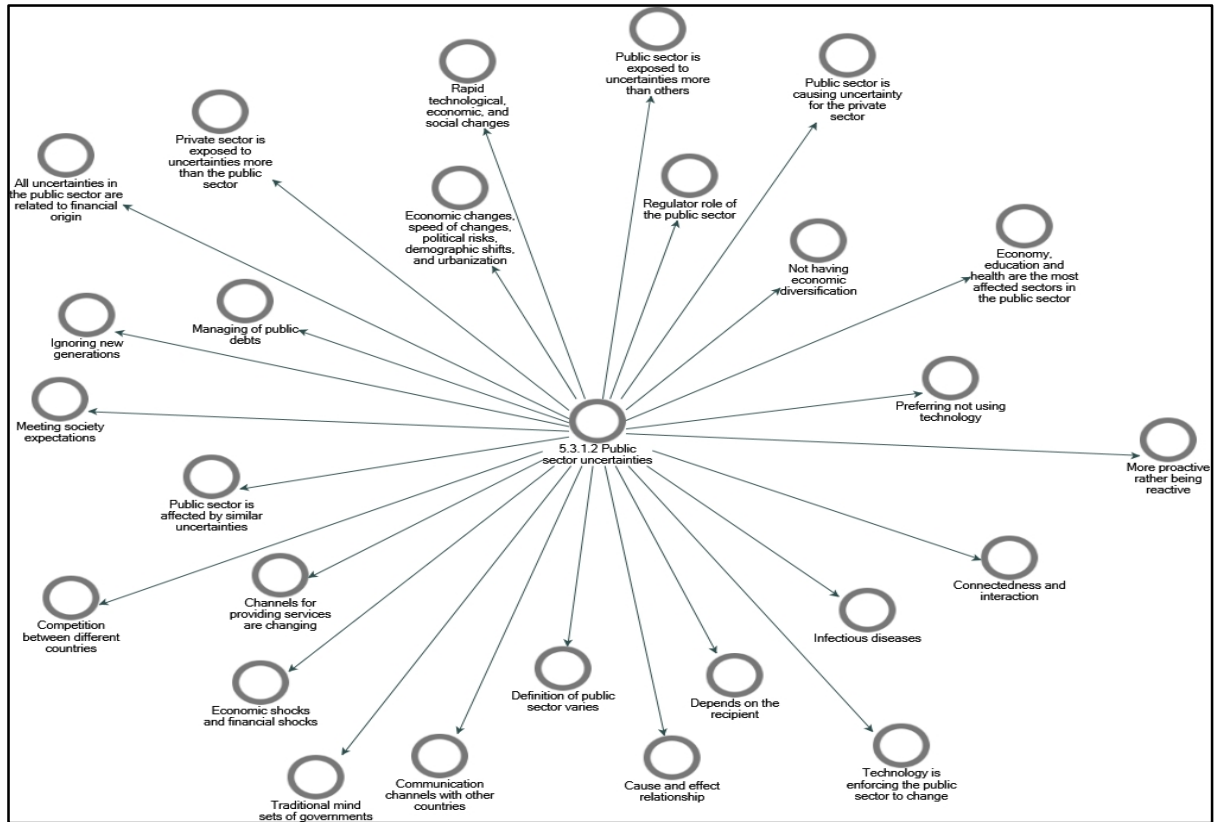 Public sector is
exposed to
uncertainties more
than others
Public sector is
causing uncertainty
for the private
sector
Rapid
technological,
economic, and
social changes
Private sector is
exposed to
uncertainties more
than the public
sector
All uncertainties in
the public sector are
related to financial
origin
Economic changes,
speed of changes,
political risks,
demographic shifts,
and urbanization
Regulator role of
the public sector
Not having
economic
diversification
Economy,
education and
health are the most
affected sectors in
the public sector
Ignoring new
generations
Managing of public
debts
Meeting society
expectations
Preferring not using
technology
5.3.1.2 Public
sector uncertainties
More proactive
rather being
reactive
Public sector is
affected by similar
uncertainties
Connectedness and
interaction
Competition
between different
countries
Channels for
providing services
are changing
Infectious diseases
Economic shocks
and financial shocks
Definition of public
sector varies
Depends on the
recipient
Traditional mind
sets of governments
Communication
channels with other
countries
Cause and effect
relationship
Technology is
enforcing the public
sector to change